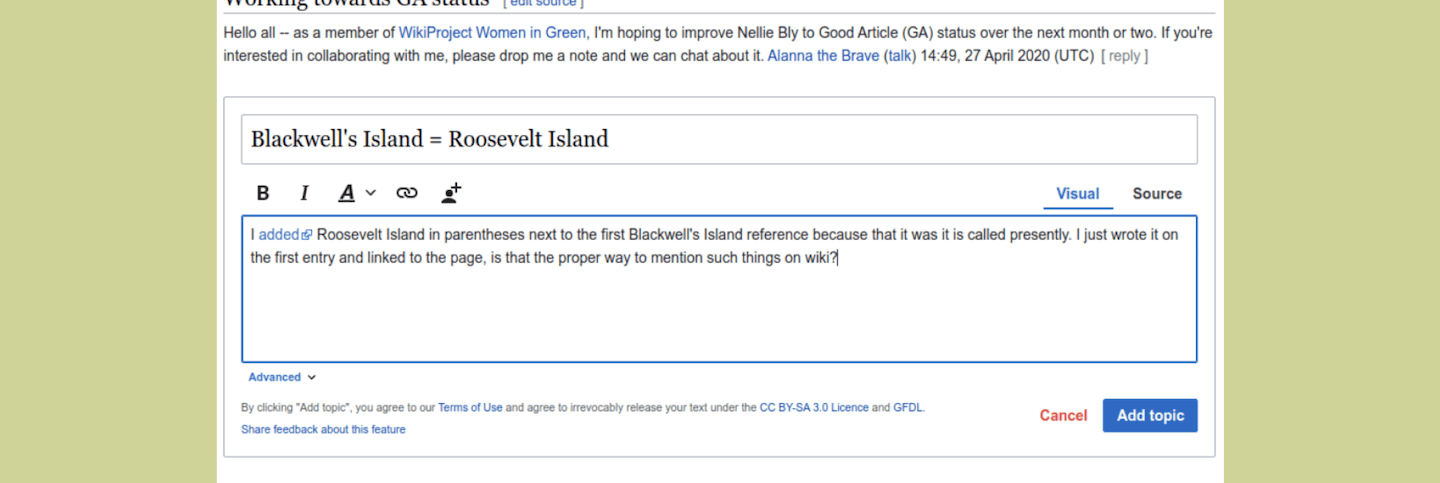 Working towards GA status [ edit source ]
Hello all -- as a member of WikiProject Women in Green, I'm hoping to improve Nellie Bly to Good Article (GA) status over the next month or two. If you're
interested in collaborating with me, please drop me a note and we can chat about it. Alanna the Brave (talk) 14:49, 27 April 2020 (UTC) [ reply ]
Blackwell's Island = Roosevelt Island
B I A Visual Source
I added Roosevelt Island in parentheses next to the first Blackwell's Island reference because that it was it is called presently. I just wrote it on
the first entry and linked to the page, is that the proper way to mention such things on wiki?
Advanced
By clicking "Add topic", you agree to our Terms of Use and agree to irrevocably release your text under the CC BY-SA 3.0 Licence and GFDL.
Share feedback about this feature
Cancel Add topic